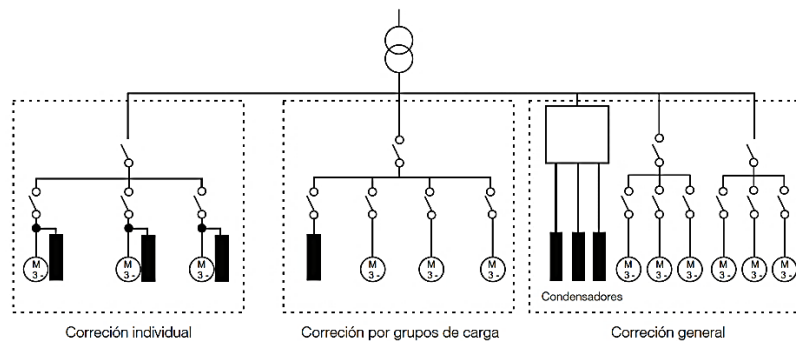 M
3~
M
3~
M
3~
M
3~
M
3~
M
3~
M
3~
M
3~
M
3~
M
3~
M
3~
M
3~
Condensadores
Correción individual
Correción por grupos de carga
Correción general